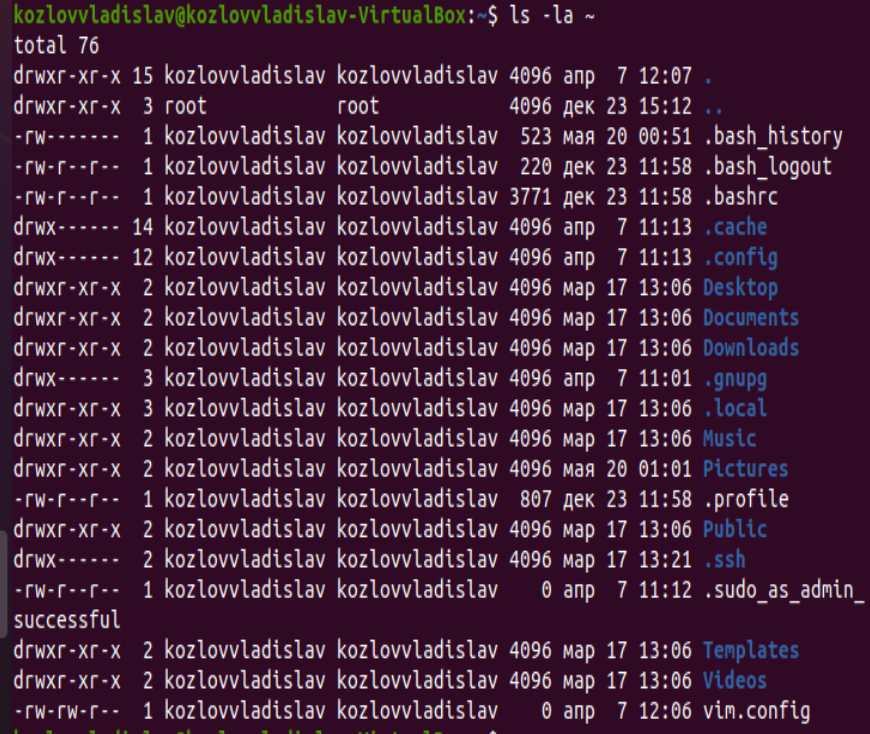 kozlovvladislav@kozlovvladislav-VirtualBox:~$ ls -la ~
total 76
drwxr-xr-x 15 kozlovvladislav kozlovvladislav 4096 апр  7 12:07 .
drwxr-xr-x  3 root            root            4096 дек 23 15:12 ..
-rw-------  1 kozlovvladislav kozlovvladislav  523 мая 20 00:51 .bash_history
-rw-r--r--  1 kozlovvladislav kozlovvladislav  220 дек 23 11:58 .bash_logout
-rw-r--r--  1 kozlovvladislav kozlovvladislav 3771 дек 23 11:58 .bashrc
drwx------ 14 kozlovvladislav kozlovvladislav 4096 апр  7 11:13 .cache
drwx------ 12 kozlovvladislav kozlovvladislav 4096 апр  7 11:13 .config
drwxr-xr-x  2 kozlovvladislav kozlovvladislav 4096 мар 17 13:06 Desktop
drwxr-xr-x  2 kozlovvladislav kozlovvladislav 4096 мар 17 13:06 Documents
drwxr-xr-x  2 kozlovvladislav kozlovvladislav 4096 мар 17 13:06 Downloads
drwx------  3 kozlovvladislav kozlovvladislav 4096 апр  7 11:01 .gnupg
drwxr-xr-x  3 kozlovvladislav kozlovvladislav 4096 мар 17 13:06 .local
drwxr-xr-x  2 kozlovvladislav kozlovvladislav 4096 мар 17 13:06 Music
drwxr-xr-x  2 kozlovvladislav kozlovvladislav 4096 мая 20 01:01 Pictures
-rw-r--r--  1 kozlovvladislav kozlovvladislav  807 дек 23 11:58 .profile
drwxr-xr-x  2 kozlovvladislav kozlovvladislav 4096 мар 17 13:06 Public
drwx------  2 kozlovvladislav kozlovvladislav 4096 мар 17 13:21 .ssh
-rw-r--r--  1 kozlovvladislav kozlovvladislav    0 апр  7 11:12 .sudo_as_admin_
successful
drwxr-xr-x  2 kozlovvladislav kozlovvladislav 4096 мар 17 13:06 Templates
drwxr-xr-x  2 kozlovvladislav kozlovvladislav 4096 мар 17 13:06 Videos
-rw-rw-r--  1 kozlovvladislav kozlovvladislav    0 апр  7 12:06 vim.config